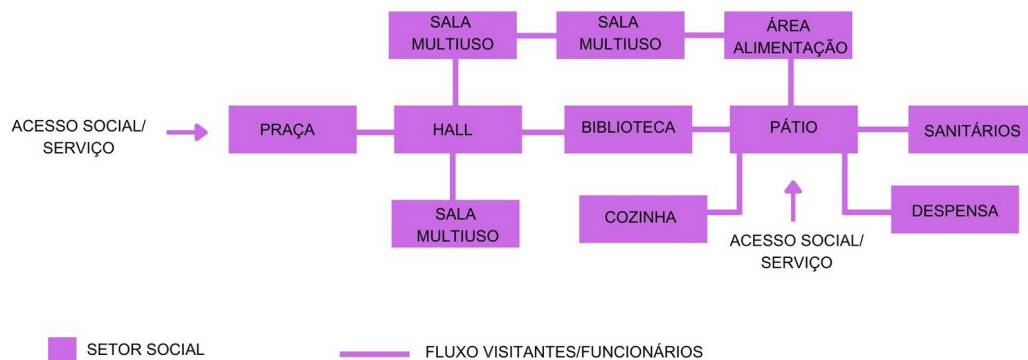 SALA
MULTIUSO
SALA
MULTIUSO
ÁREA
ALIMENTAÇÃO
ACESSO SOCIAL/
SERVIÇO
PRAÇA
HALL
BIBLIOTECA
PÁTIO
SANITÁRIOS
SALA
MULTIUSO
COZINHA
DESPENSA
ACESSO SOCIAL/
SERVIÇO
SETOR SOCIAL
FLUXO VISITANTES/FUNCIONÁRIOS